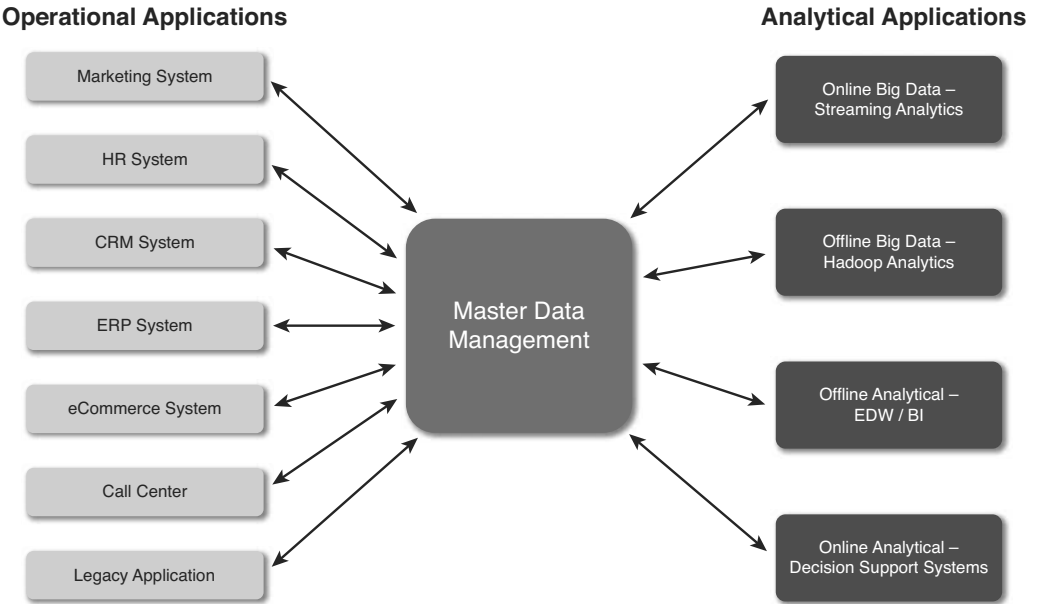 Operational Applications
Analytical Applications
Marketing System
HR System
CRM System
ERP System
eCommerce System
Call Center
Legacy Application
Master Data
Management
Online Big Data –
Streaming Analytics
Offline Big Data –
Hadoop Analytics
Offline Analytical –
EDW / BI
Online Analytical –
Decision Support Systems